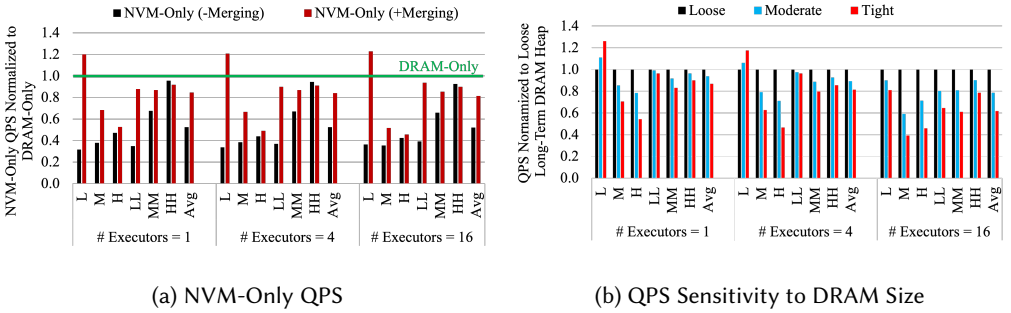 NVM-Only (-Merging) NVM-Only (+Merging)
NVM-Only QPS Normalized to
DRAM-Only
1.4
1.2
1.0
0.8
0.6
0.4
0.2
0.0
DRAM-Only
L M H LL MM HH Avg L M H LL MM HH Avg L M H LL MM HH Avg
# Executors = 1 # Executors = 4 # Executors = 16
(a) NVM-Only QPS
Loose Moderate Tight
QPS Nornamized to Loose
Long-Term DRAM Heap
1.4
1.2
1.0
0.8
0.6
0.4
0.2
0.0
L M H LL MM HH Avg L M H LL MM HH Avg L M H LL MM HH Avg
# Executors = 1 # Executors = 4 # Executors = 16
(b) QPS Sensitivity to DRAM Size